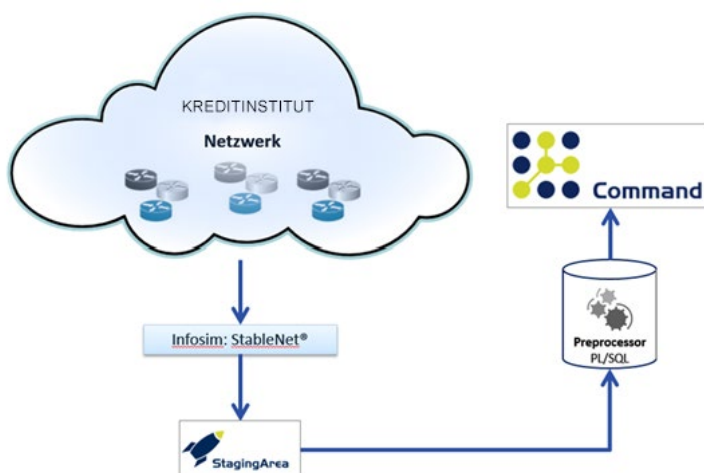 KREDITINSTITUT
Netzwerk
Command
Preprocessor
PL/SQL
Infosim: StableNet®
StagingArea